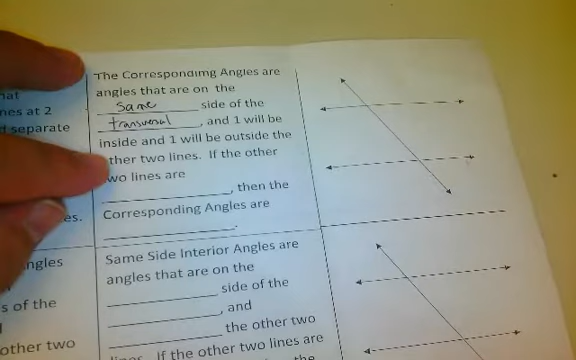 The Corresponding Angles are
angles that are on the
same side of the
transversal, and 1 will be
inside and 1 will be outside the
other two lines. If the other
two lines are
, then the
Corresponding Angles are
.
nes at 2
d separate
es.
ngles
s of the
other two
Same Side Interior Angles are
angles that are on the
side of the
, and
the other two
If the other two lines are
the